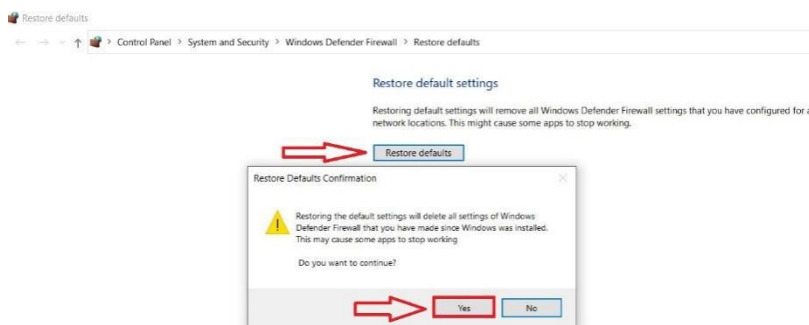 Restore defaults
Control Panel > System and Security > Windows Defender Firewall > Restore defaults
Restore default settings
Restoring default settings will remove all Windows Defender Firewall settings that you have configured for
network locations. This might cause some apps to stop working.
Restore defaults
Restore Defaults Confirmation
Restoring the default settings will delete all settings of Windows
Defender Firewall that you have made since Windows was installed.
This may cause some apps to stop working
Do you want to continue?
Yes No